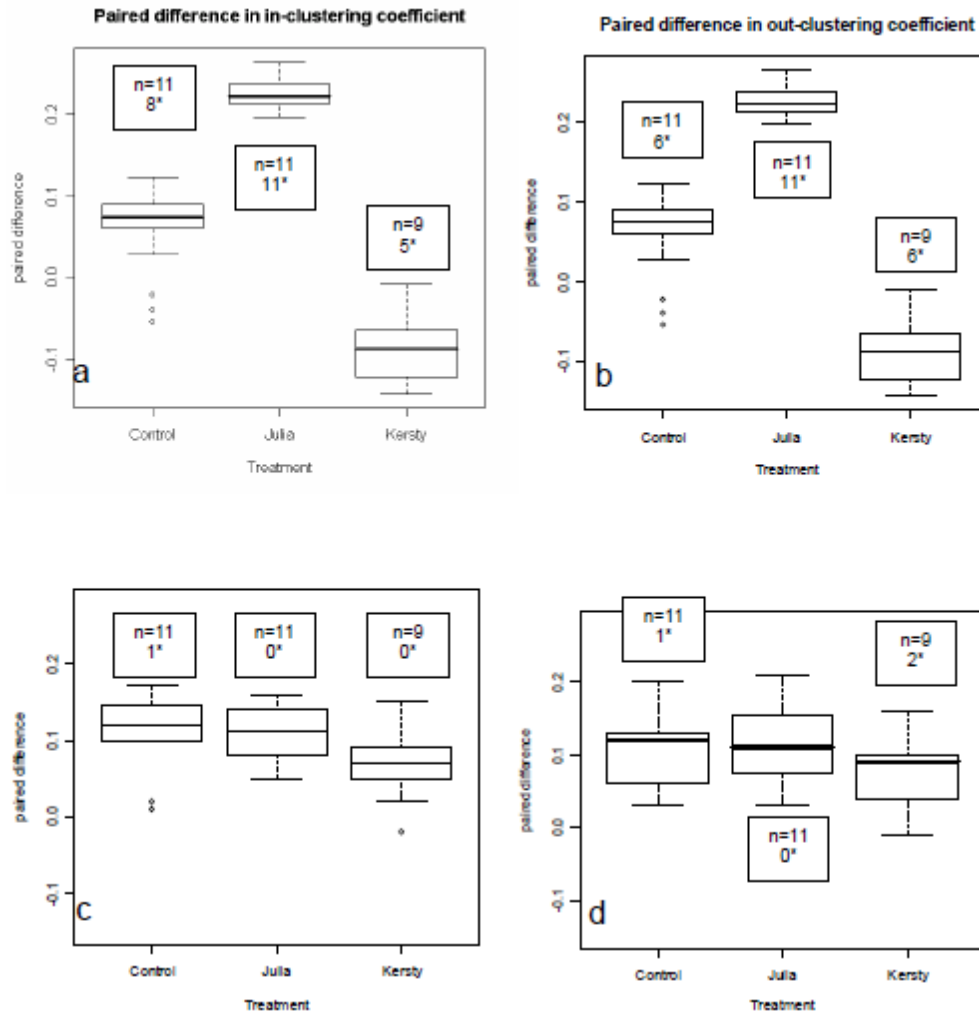 Paired difference in in-clustering coefficient
paired difference
0.2
0.1
0.0
-0.1
n=11
8*
n=11
11*
n=9
5*
a
Control Julia Kersty
Treatment
Paired difference in out-clustering coefficient
paired difference
0.2
0.1
0.0
-0.1
n=11
6*
n=11
11*
n=9
6*
b
Control Julia Kersty
Treatment
paired difference
0.2
0.1
0.0
-0.1
n=11
1*
n=11
0*
n=9
0*
c
Control Julia Kersty
Treatment
paired difference
0.2
0.1
0.0
-0.1
n=11
1*
n=11
0*
n=9
2*
d
Control Julia Kersty
Treatment